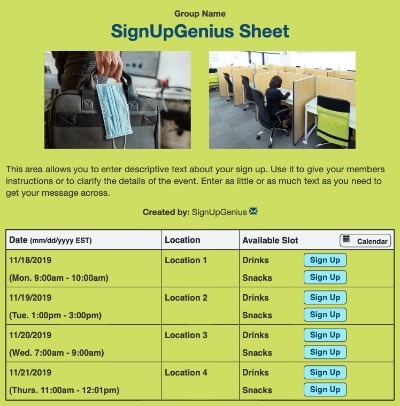 Group Name
SignUpGenius Sheet
This area allows you to enter descriptive text about your sign up. Use it to give your members
instructions or to clarify the details of the event. Enter as little or as much text as you need to
get your message across.
Created by: SignUpGenius
Date (mm/dd/yyyy EST) Location Available Slot Calendar
11/18/2019 Location 1 Drinks Sign Up
(Mon. 9:00am - 10:00am) Snacks Sign Up
11/19/2019 Location 2 Drinks Sign Up
(Tue. 1:00pm - 3:00pm) Snacks Sign Up
11/20/2019 Location 3 Drinks Sign Up
(Wed. 7:00am - 9:00am) Snacks Sign Up
11/21/2019 Location 4 Drinks Sign Up
(Thurs. 11:00am - 12:01pm) Snacks Sign Up